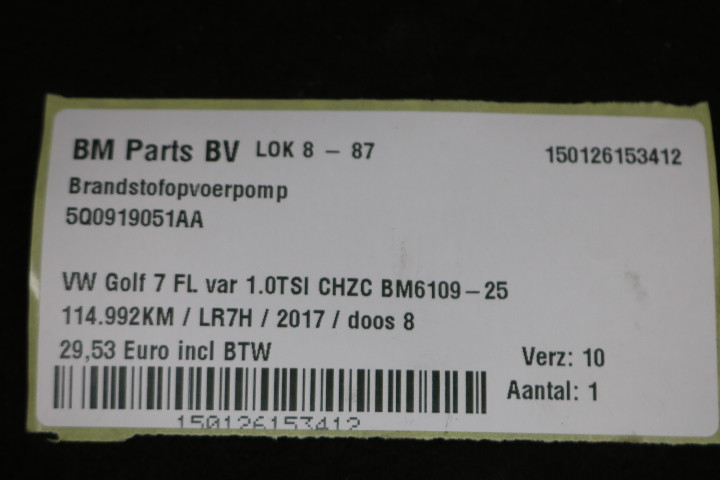 BM Parts BV LOK 8 – 87 150126153412
Brandstofopvoerpomp
5Q0919051AA
VW Golf 7 FL var 1.0TSI CHZC BM6109–25
114.992KM / LR7H / 2017 / doos 8
29,53 Euro incl BTW Verz: 10
Aantal: 1
150126153412